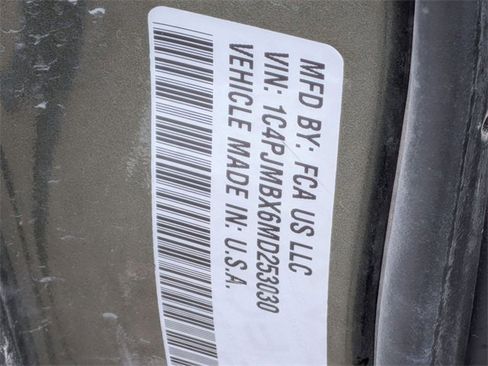 MFD BY: FCA US LLC
VIN: 1C4PJMBX6MD253030
VEHICLE MADE IN: U.S.A.